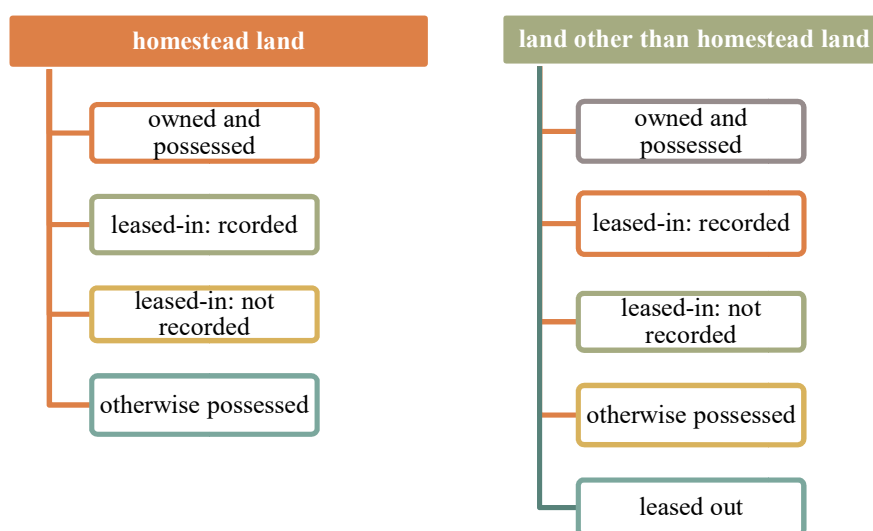 homestead land
owned and
possessed
leased-in: rcorded
leased-in: not
recorded
otherwise possessed
land other than homestead land
owned and
possessed
leased-in: recorded
leased-in: not
recorded
otherwise possessed
leased out